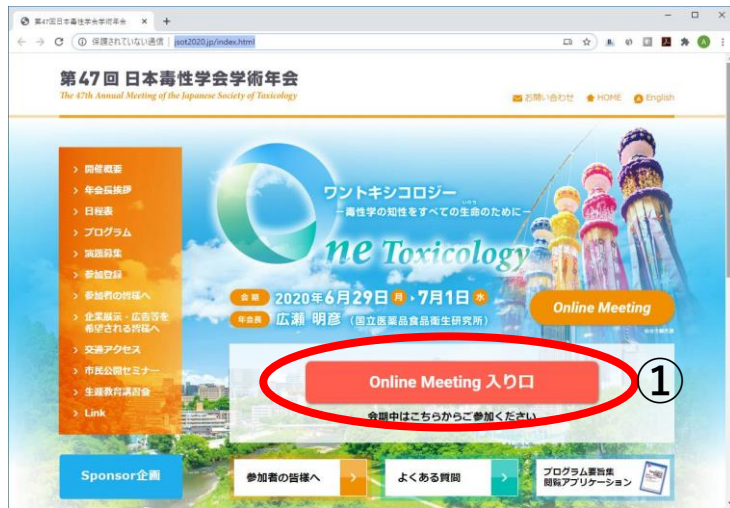 第47回日本毒性学会学術年会
保護されていない通信 | jsot2020.jp/index.html
第47回 日本毒性学会学術年会
The 47th Annual Meeting of the Japanese Society of Toxicology
お問い合わせ HOME English
> 開催概要
> 年会長挨拶
> 日程表
> プログラム
> 演題募集
> 参加登録
> 参加者の皆様へ
> 企業展示・広告等を
希望される皆様へ
> 交通アクセス
> 市民公開セミナー
> 生涯教育講習会
> Link
ワントキシコロジー
いのち
−毒性学の知性をすべての生命のために−
One Toxicology
会期 2020年6月29日 月 ▸ 7月1日 水
年会長 広瀬 明彦 (国立医薬品食品衛生研究所)
Online Meeting
Online Meeting 入り口
①
会期中はこちらからご参加ください
Sponsor企画
参加者の皆様へ >
よくある質問 >
プログラム要旨集
閲覧アプリケーション